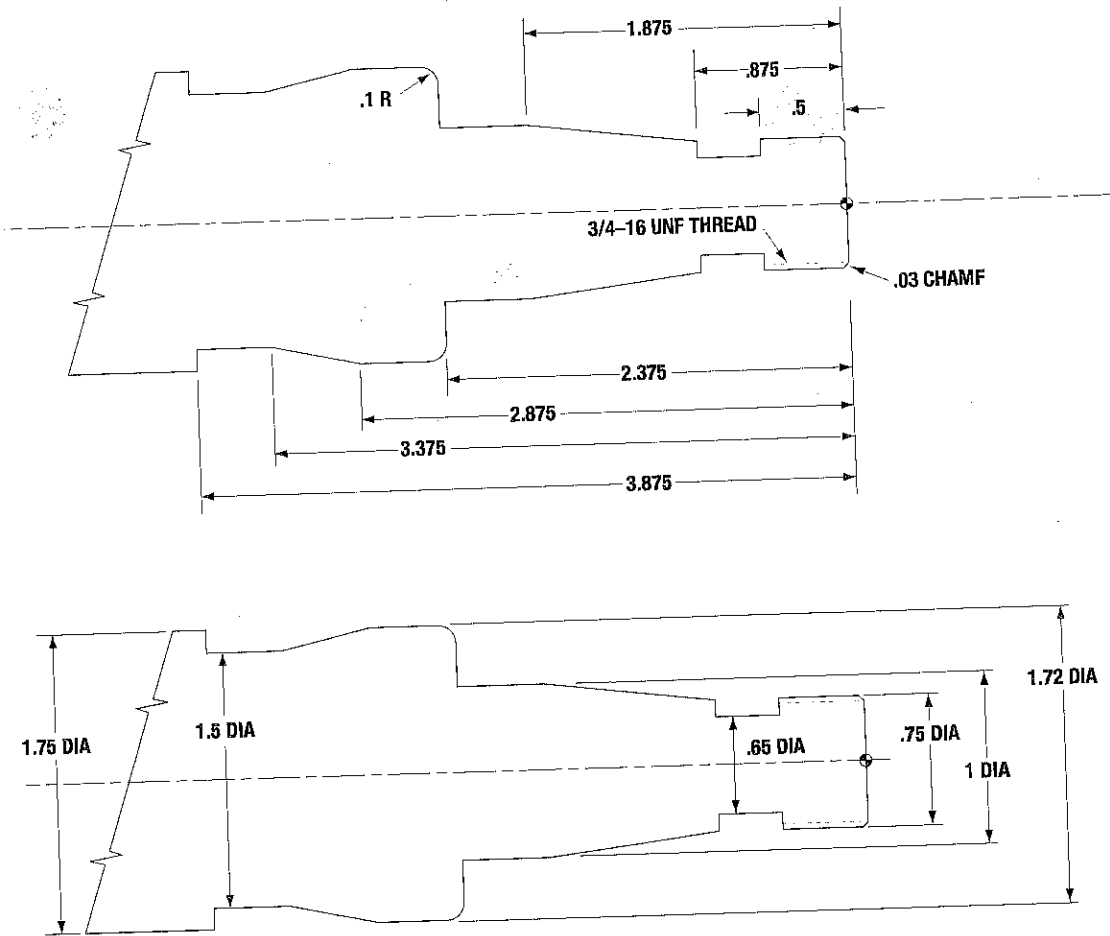 1.875
.875
.5
.1 R
3/4–16 UNF THREAD
.03 CHAMF
2.375
2.875
3.375
3.875
1.75 DIA
1.5 DIA
.65 DIA
.75 DIA
1 DIA
1.72 DIA